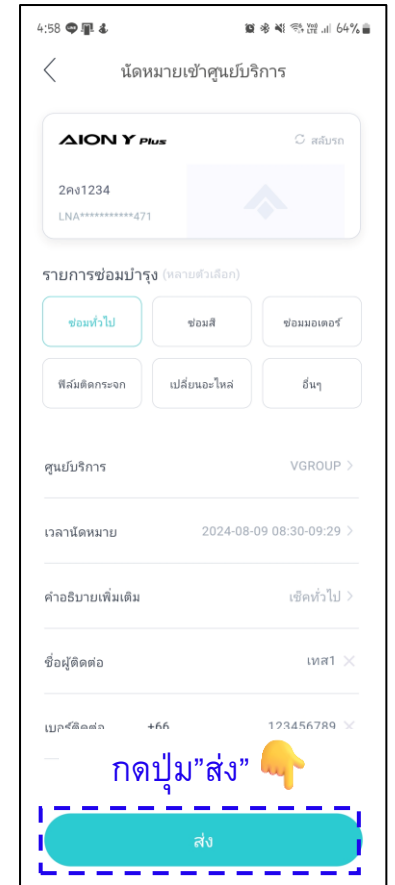 4:58 64%
นัดหมายเข้าศูนย์บริการ
AION Y Plus สลับรถ
2คง1234
LNA***********471
รายการซ่อมบำรุง (หลายตัวเลือก)
ซ่อมทั่วไป ซ่อมสี ซ่อมมอเตอร์
ฟิล์มติดกระจก เปลี่ยนอะไหล่ อื่นๆ
ศูนย์บริการ VGROUP >
เวลานัดหมาย 2024-08-09 08:30-09:29 >
คำอธิบายเพิ่มเติม เช็คทั่วไป >
ชื่อผู้ติดต่อ เทส1
เบอร์ติดต่อ +66 123456789
กดปุ่ม"ส่ง"
ส่ง